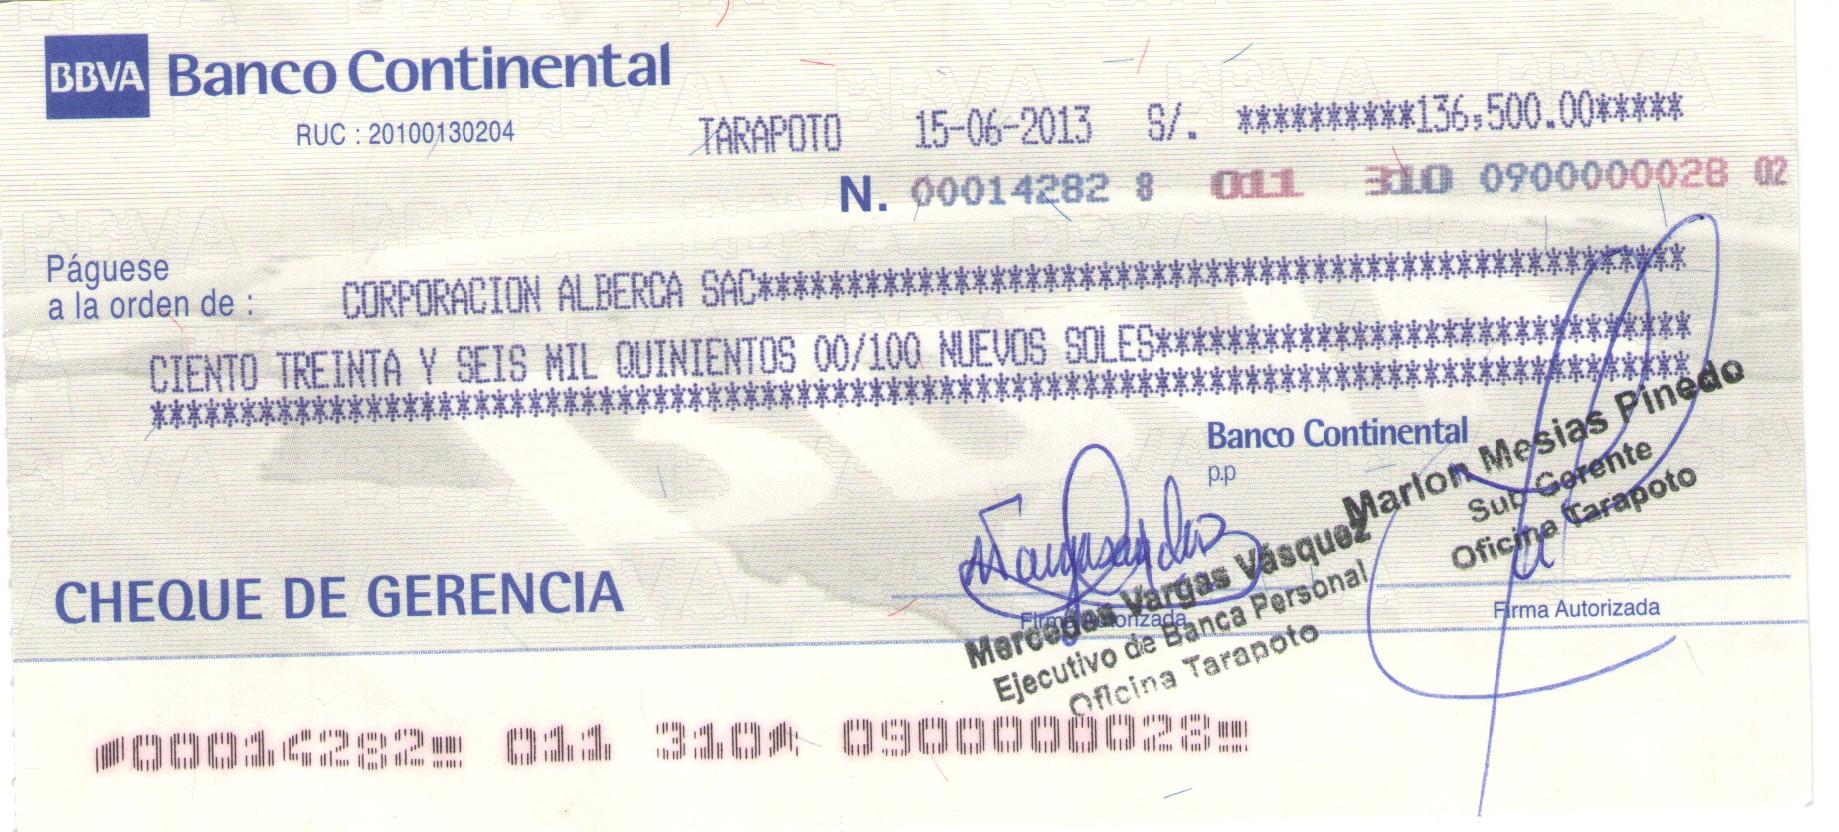 BBVA Banco Continental
RUC : 20100130204
TARAPOTO 15-06-2013 S/. **********136,500.00*****
N. 00014282 8 011 310 0900000028 02
Páguese
a la orden de : CORPORACION ALBERCA SAC****************************************************
CIENTO TREINTA Y SEIS MIL QUINIENTOS 00/100 NUEVOS SOLES******************************
**************************************************************************************
Banco Continental
p.p
Marlon Mesias Pinedo
Sub Gerente
Oficina Tarapoto
CHEQUE DE GERENCIA
Firma Autorizada
Mercedes Vargas Vásquez
Ejecutivo de Banca Personal
Oficina Tarapoto
Firma Autorizada
00014282 011 310 0900000028